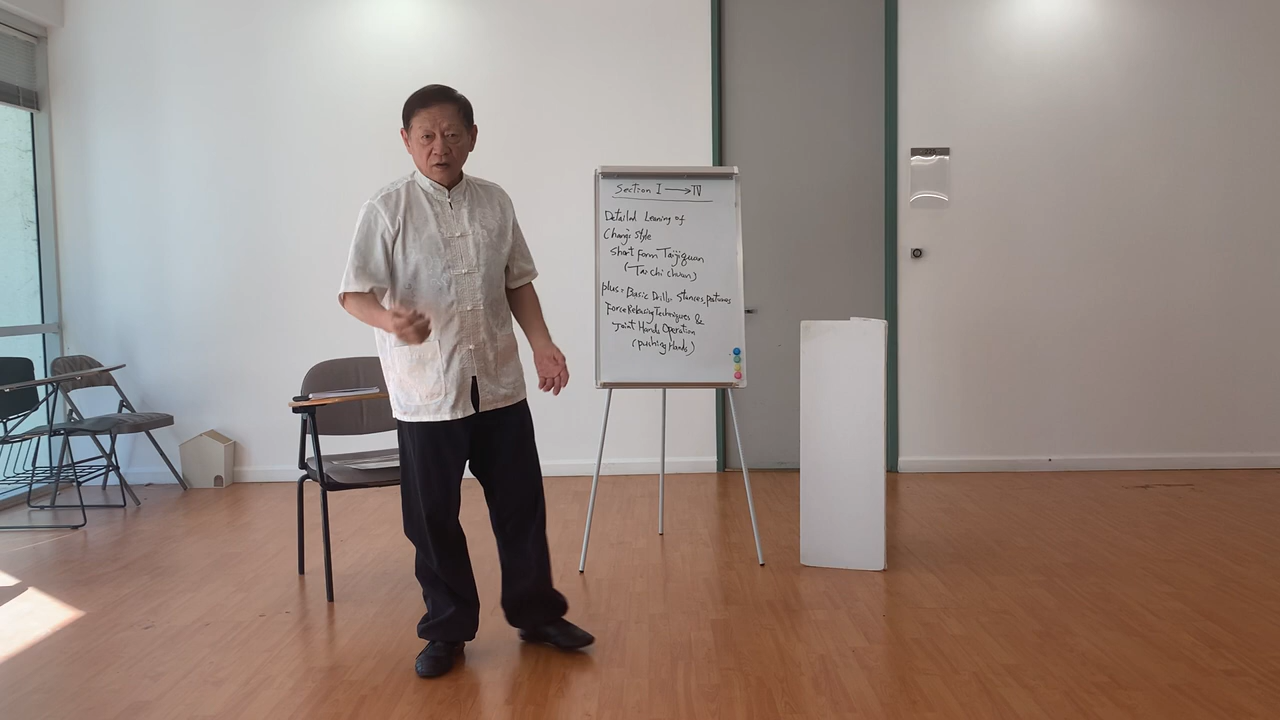 Section I → IV
Detailed Learning of
Chang's Style
Short Form Taijiquan
(Tai chi chuan)
plus: Basic Drills, Stances, postures
Force Releasing Techniques &
Joint Hands Operation
(pushing Hands)